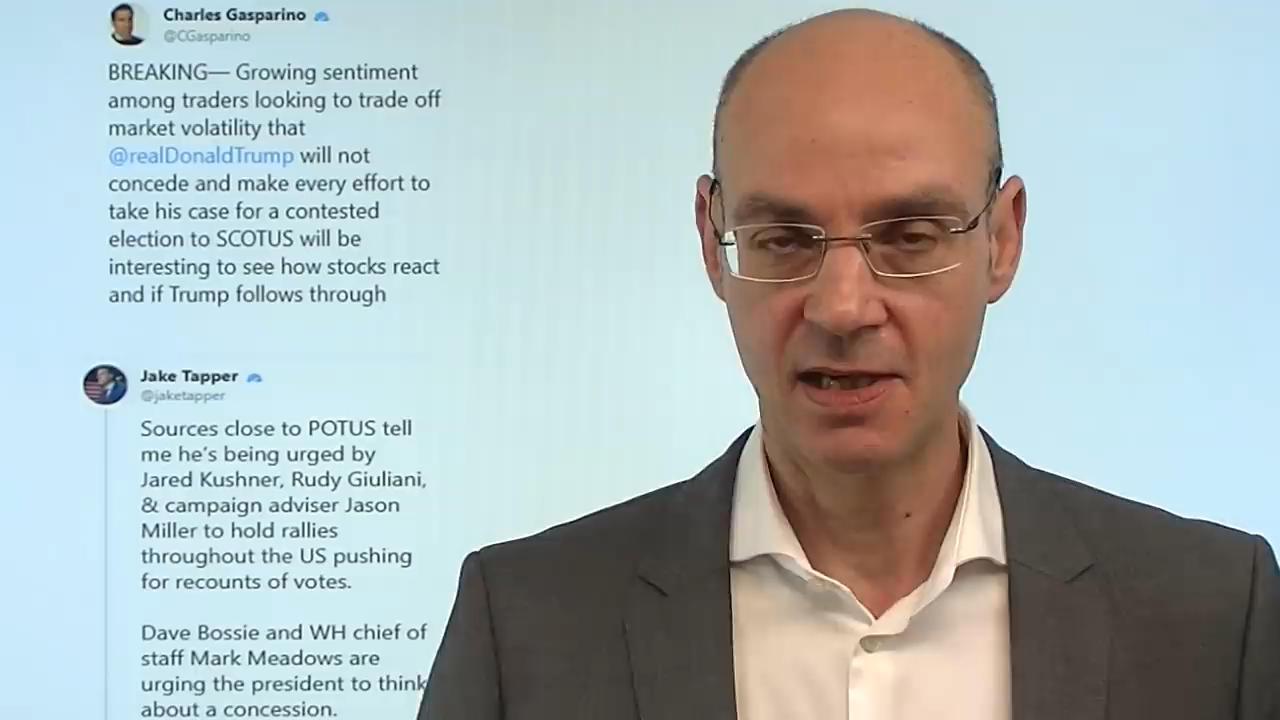 Charles Gasparino
@CGasparino
BREAKING— Growing sentiment
among traders looking to trade off
market volatility that
@realDonaldTrump will not
concede and make every effort to
take his case for a contested
election to SCOTUS will be
interesting to see how stocks react
and if Trump follows through
Jake Tapper
@jaketapper
Sources close to POTUS tell
me he's being urged by
Jared Kushner, Rudy Giuliani,
& campaign adviser Jason
Miller to hold rallies
throughout the US pushing
for recounts of votes.
Dave Bossie and WH chief of
staff Mark Meadows are
urging the president to think
about a concession.